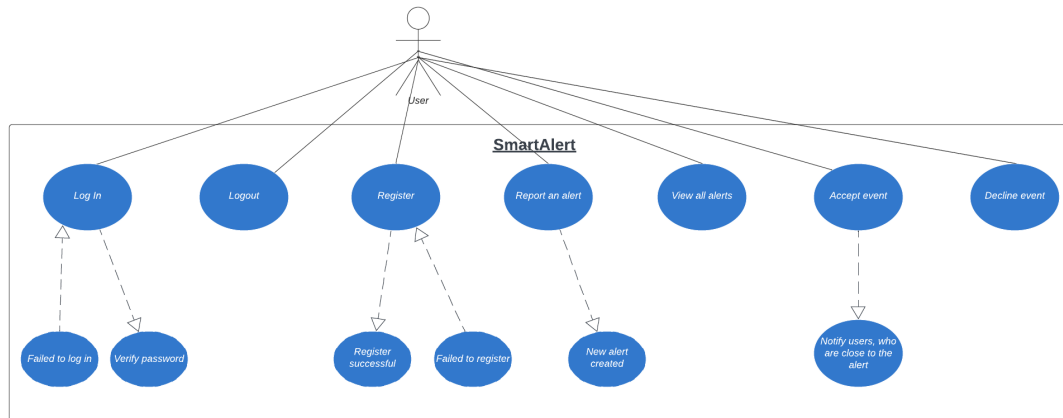 User
SmartAlert
Log In
Logout
Register
Report an alert
View all alerts
Accept event
Decline event
Failed to log in
Verify password
Register
successful
Failed to register
New alert
created
Notify users, who
are close to the
alert